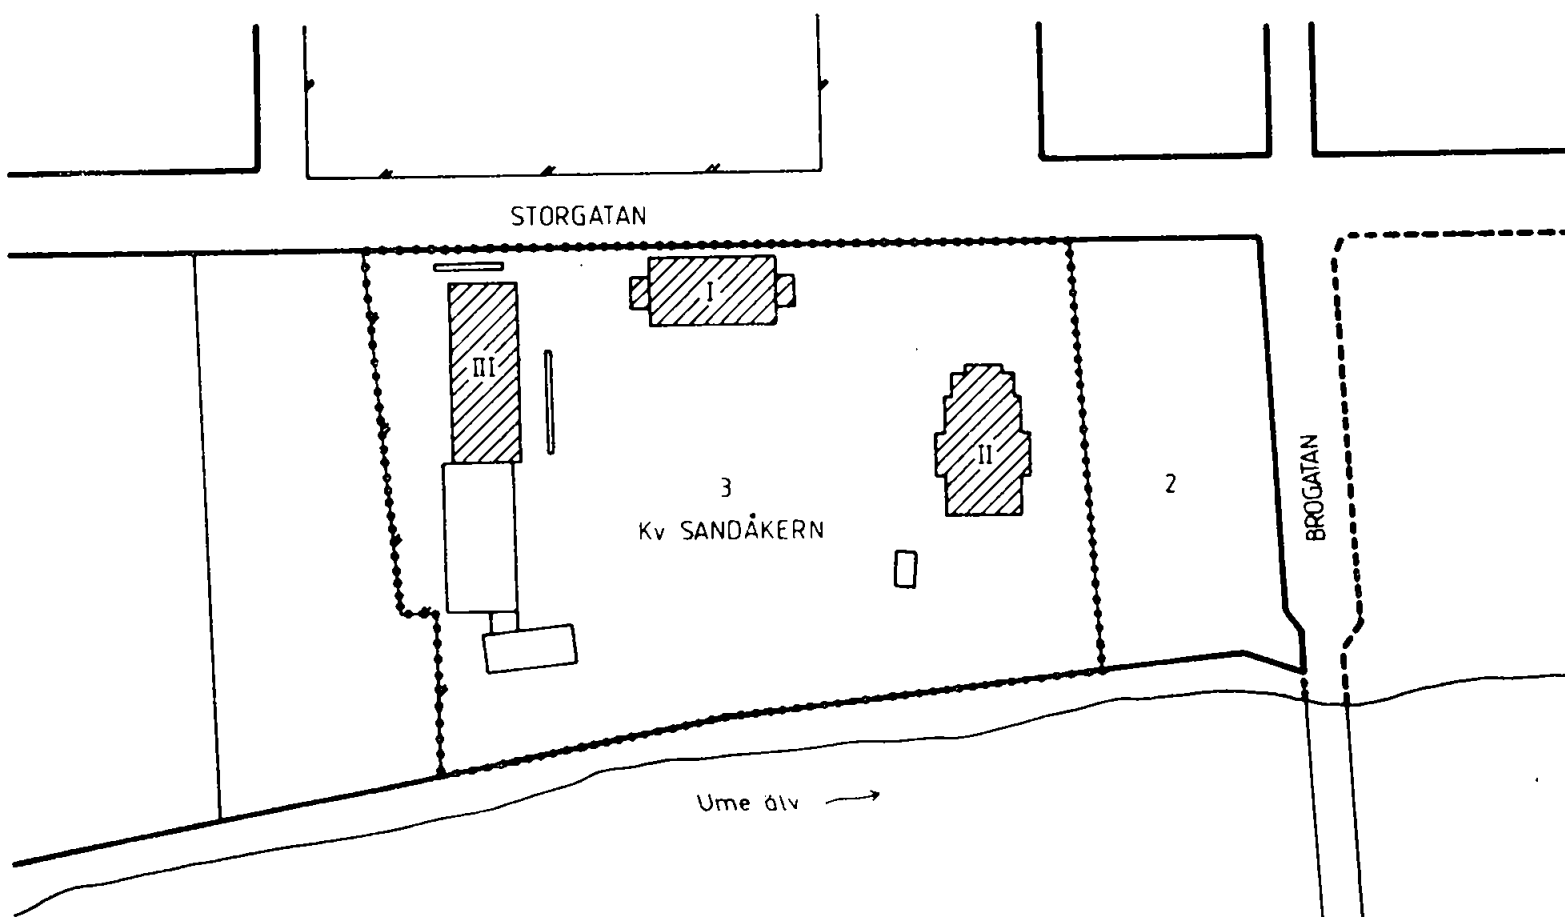 STORGATAN
I
III
II
3
Kv SANDÅKERN
2
BROGATAN
Ume älv